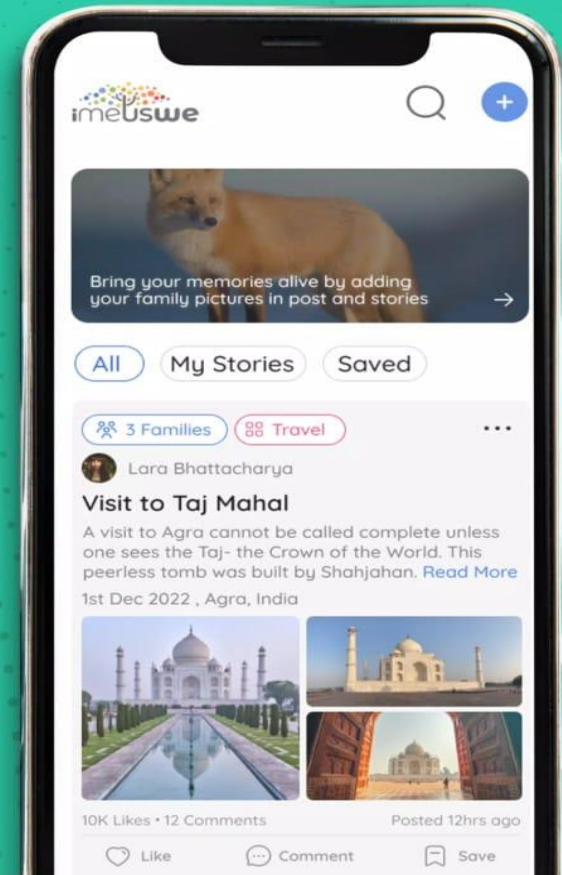 imeUswe
Bring your memories alive by adding
your family pictures in post and stories
All My Stories Saved
3 Families Travel
Lara Bhattacharya
Visit to Taj Mahal
A visit to Agra cannot be called complete unless
one sees the Taj- the Crown of the World. This
peerless tomb was built by Shahjahan. Read More
1st Dec 2022 , Agra, India
10K Likes • 12 Comments Posted 12hrs ago
Like Comment Save